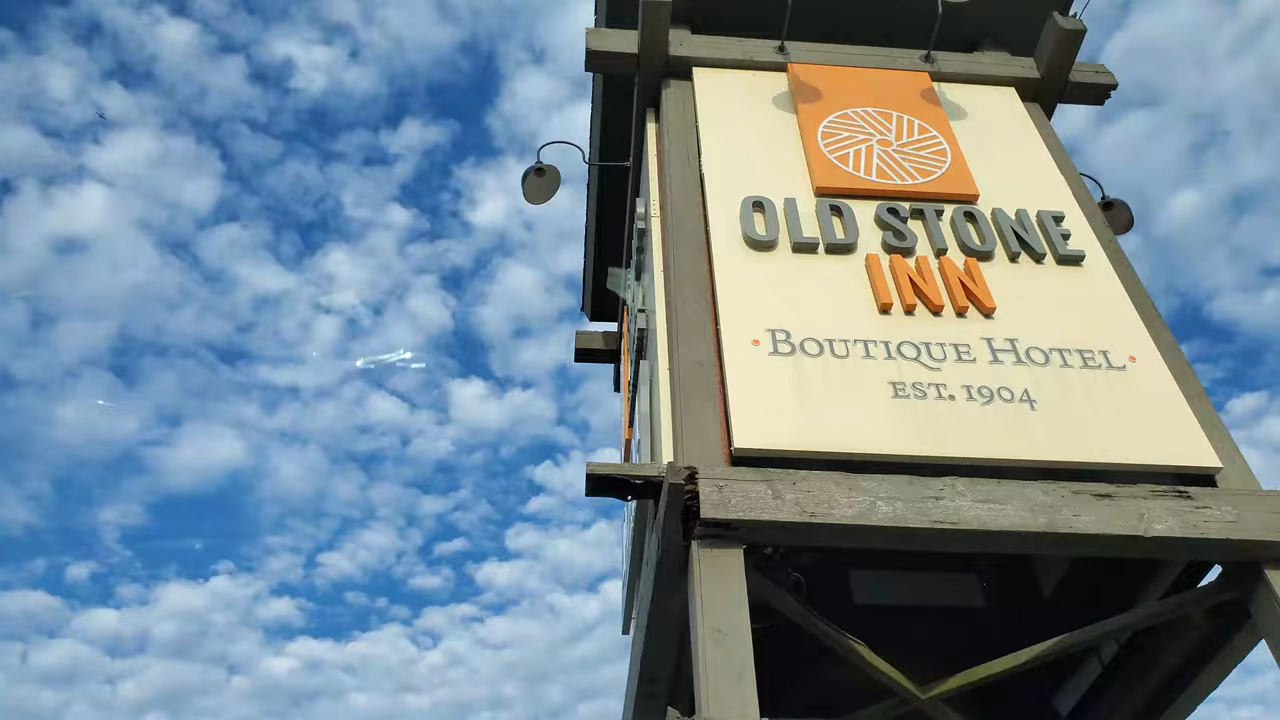 OLD STONE
INN
• BOUTIQUE HOTEL •
EST. 1904